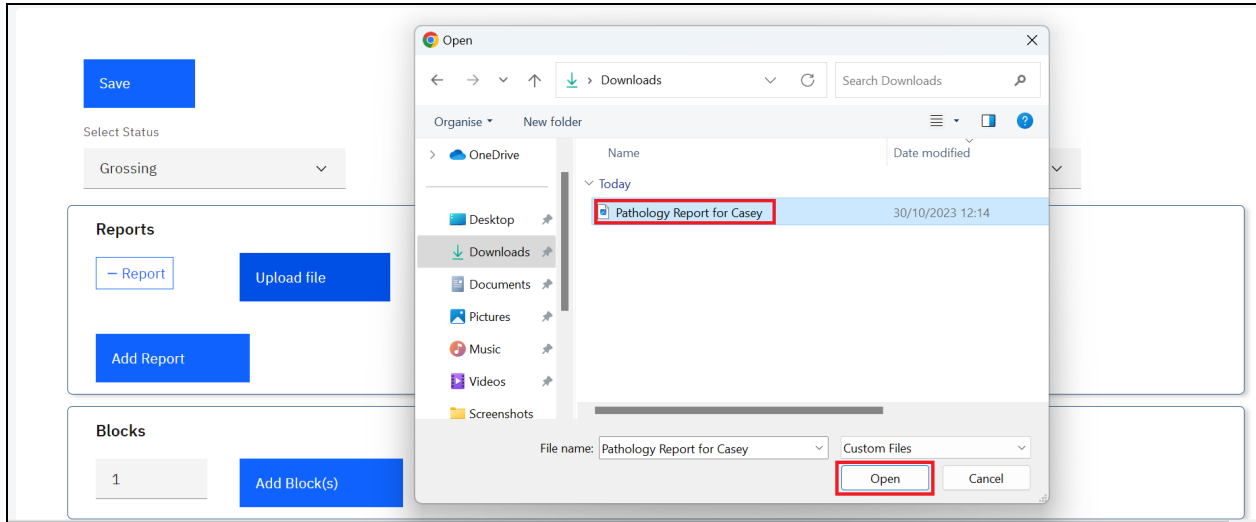 Save
Select Status
Grossing
Reports
– Report
Upload file
Add Report
Blocks
1
Add Block(s)
Open
Downloads
Search Downloads
Organise
New folder
OneDrive
Desktop
Downloads
Documents
Pictures
Music
Videos
Screenshots
Name
Date modified
Today
Pathology Report for Casey
30/10/2023 12:14
File name:
Pathology Report for Casey
Custom Files
Open
Cancel